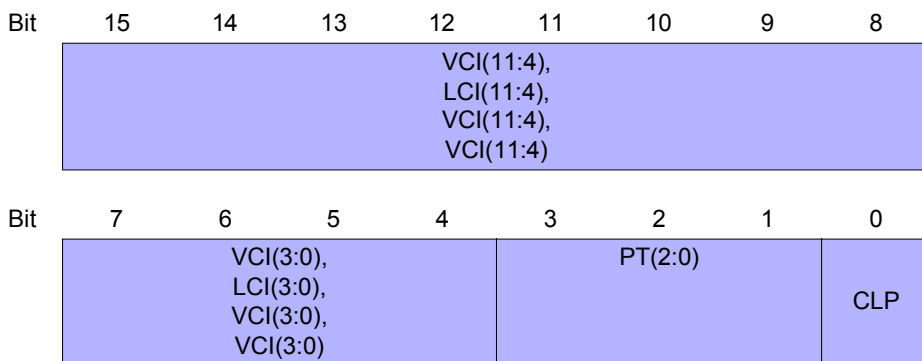 Bit 15 14 13 12 11 10 9 8
VCI(11:4),
LCI(11:4),
VCI(11:4),
VCI(11:4)
Bit 7 6 5 4 3 2 1 0
VCI(3:0), PT(2:0)
LCI(3:0),
CLP
VCI(3:0),
VCI(3:0)